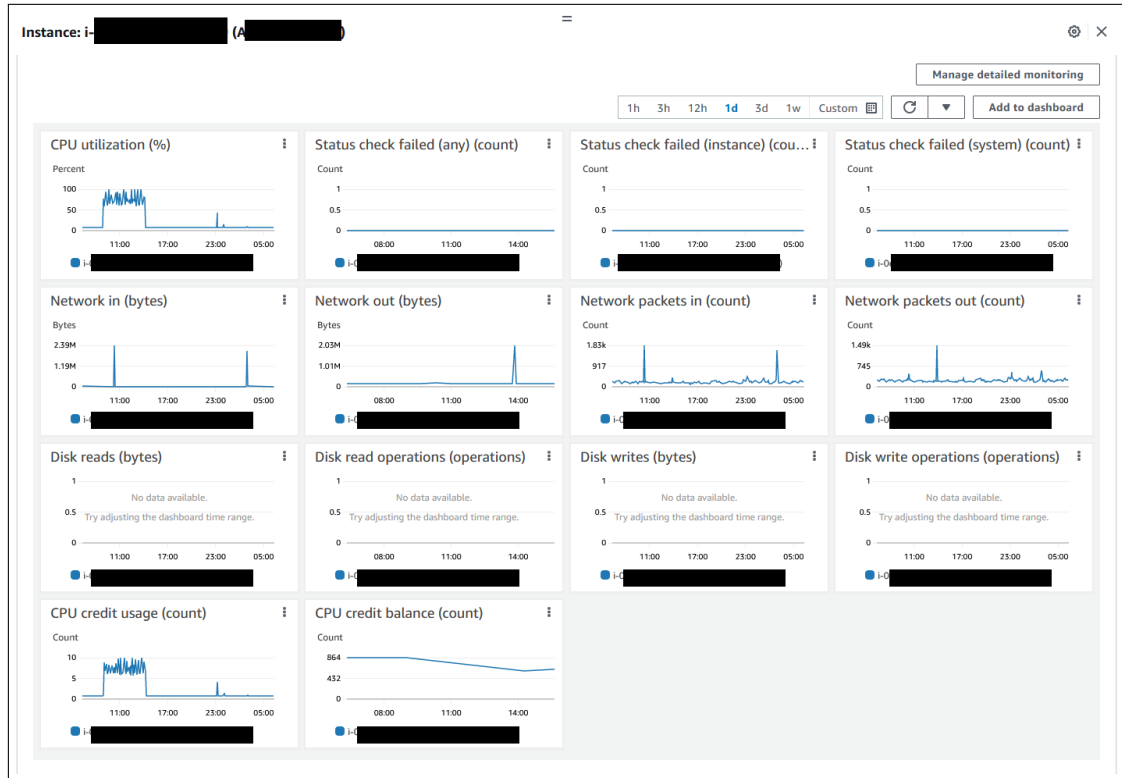 Instance: i- (A )
Manage detailed monitoring
1h 3h 12h 1d 3d 1w Custom Add to dashboard
CPU utilization (%)
Percent
100
50
0
11:00 17:00 23:00 05:00
i-
Status check failed (any) (count)
Count
1
0.5
0
08:00 11:00 14:00
i-0
Status check failed (instance) (cou...
Count
1
0.5
0
11:00 17:00 23:00 05:00
i-
Status check failed (system) (count)
Count
1
0.5
0
11:00 17:00 23:00 05:00
i-0
Network in (bytes)
Bytes
2.39M
1.19M
0
11:00 17:00 23:00 05:00
i-
Network out (bytes)
Bytes
2.03M
1.01M
0
08:00 11:00 14:00
i-0
Network packets in (count)
Count
1.83k
917
0
11:00 17:00 23:00 05:00
i-0
Network packets out (count)
Count
1.49k
745
0
11:00 17:00 23:00 05:00
i-0
Disk reads (bytes)
1
0.5
0
No data available.
Try adjusting the dashboard time range.
11:00 17:00 23:00 05:00
i-
Disk read operations (operations)
1
0.5
0
No data available.
Try adjusting the dashboard time range.
08:00 11:00 14:00
i-0
Disk writes (bytes)
1
0.5
0
No data available.
Try adjusting the dashboard time range.
11:00 17:00 23:00 05:00
i-0
Disk write operations (operations)
1
0.5
0
No data available.
Try adjusting the dashboard time range.
11:00 17:00 23:00 05:00
i-0
CPU credit usage (count)
Count
10
5
0
11:00 17:00 23:00 05:00
i-
CPU credit balance (count)
Count
864
432
0
08:00 11:00 14:00
i-0